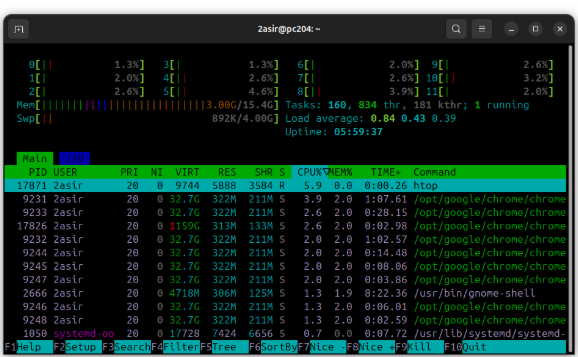 2asir@pc204: ~
0[|| 1.3%] 3[| 1.3%] 6[| 2.0%] 9[| 2.6%]
1[| 2.0%] 4[|| 2.6%] 7[| 2.6%] 10[|| 3.2%]
2[| 2.6%] 5[|| 4.6%] 8[|| 3.9%] 11[| 2.0%]
Mem[||||||||||||||||||||||||||||3.00G/15.4G] Tasks: 160, 834 thr, 181 kthr; 1 running
Swp[|| 892K/4.00G] Load average: 0.84 0.43 0.39
Uptime: 05:59:37
Main I/O
PID USER PRI NI VIRT RES SHR S CPU%▽MEM% TIME+ Command
17871 2asir 20 0 9744 5888 3584 R 5.9 0.0 0:00.26 htop
9231 2asir 20 0 32.7G 322M 211M S 3.9 2.0 1:07.61 /opt/google/chrome/chrome
9233 2asir 20 0 32.7G 322M 211M S 2.6 2.0 0:28.15 /opt/google/chrome/chrome
17826 2asir 20 0 1159G 313M 133M S 2.6 2.0 0:02.98 /opt/google/chrome/chrome
9232 2asir 20 0 32.7G 322M 211M S 2.0 2.0 1:02.57 /opt/google/chrome/chrome
9244 2asir 20 0 32.7G 322M 211M S 2.0 2.0 0:14.48 /opt/google/chrome/chrome
9245 2asir 20 0 32.7G 322M 211M S 2.0 2.0 0:08.06 /opt/google/chrome/chrome
9247 2asir 20 0 32.7G 322M 211M S 2.0 2.0 0:03.86 /opt/google/chrome/chrome
2666 2asir 20 0 4718M 306M 125M S 1.3 1.9 8:22.36 /usr/bin/gnome-shell
9246 2asir 20 0 32.7G 322M 211M S 1.3 2.0 0:06.01 /opt/google/chrome/chrome
9248 2asir 20 0 32.7G 322M 211M S 1.3 2.0 0:02.59 /opt/google/chrome/chrome
1050 systemd-oo 20 0 17728 7424 6656 S 0.7 0.0 0:07.72 /usr/lib/systemd/systemd-
F1Help F2Setup F3SearchF4FilterF5Tree F6SortByF7Nice -F8Nice +F9Kill F10Quit